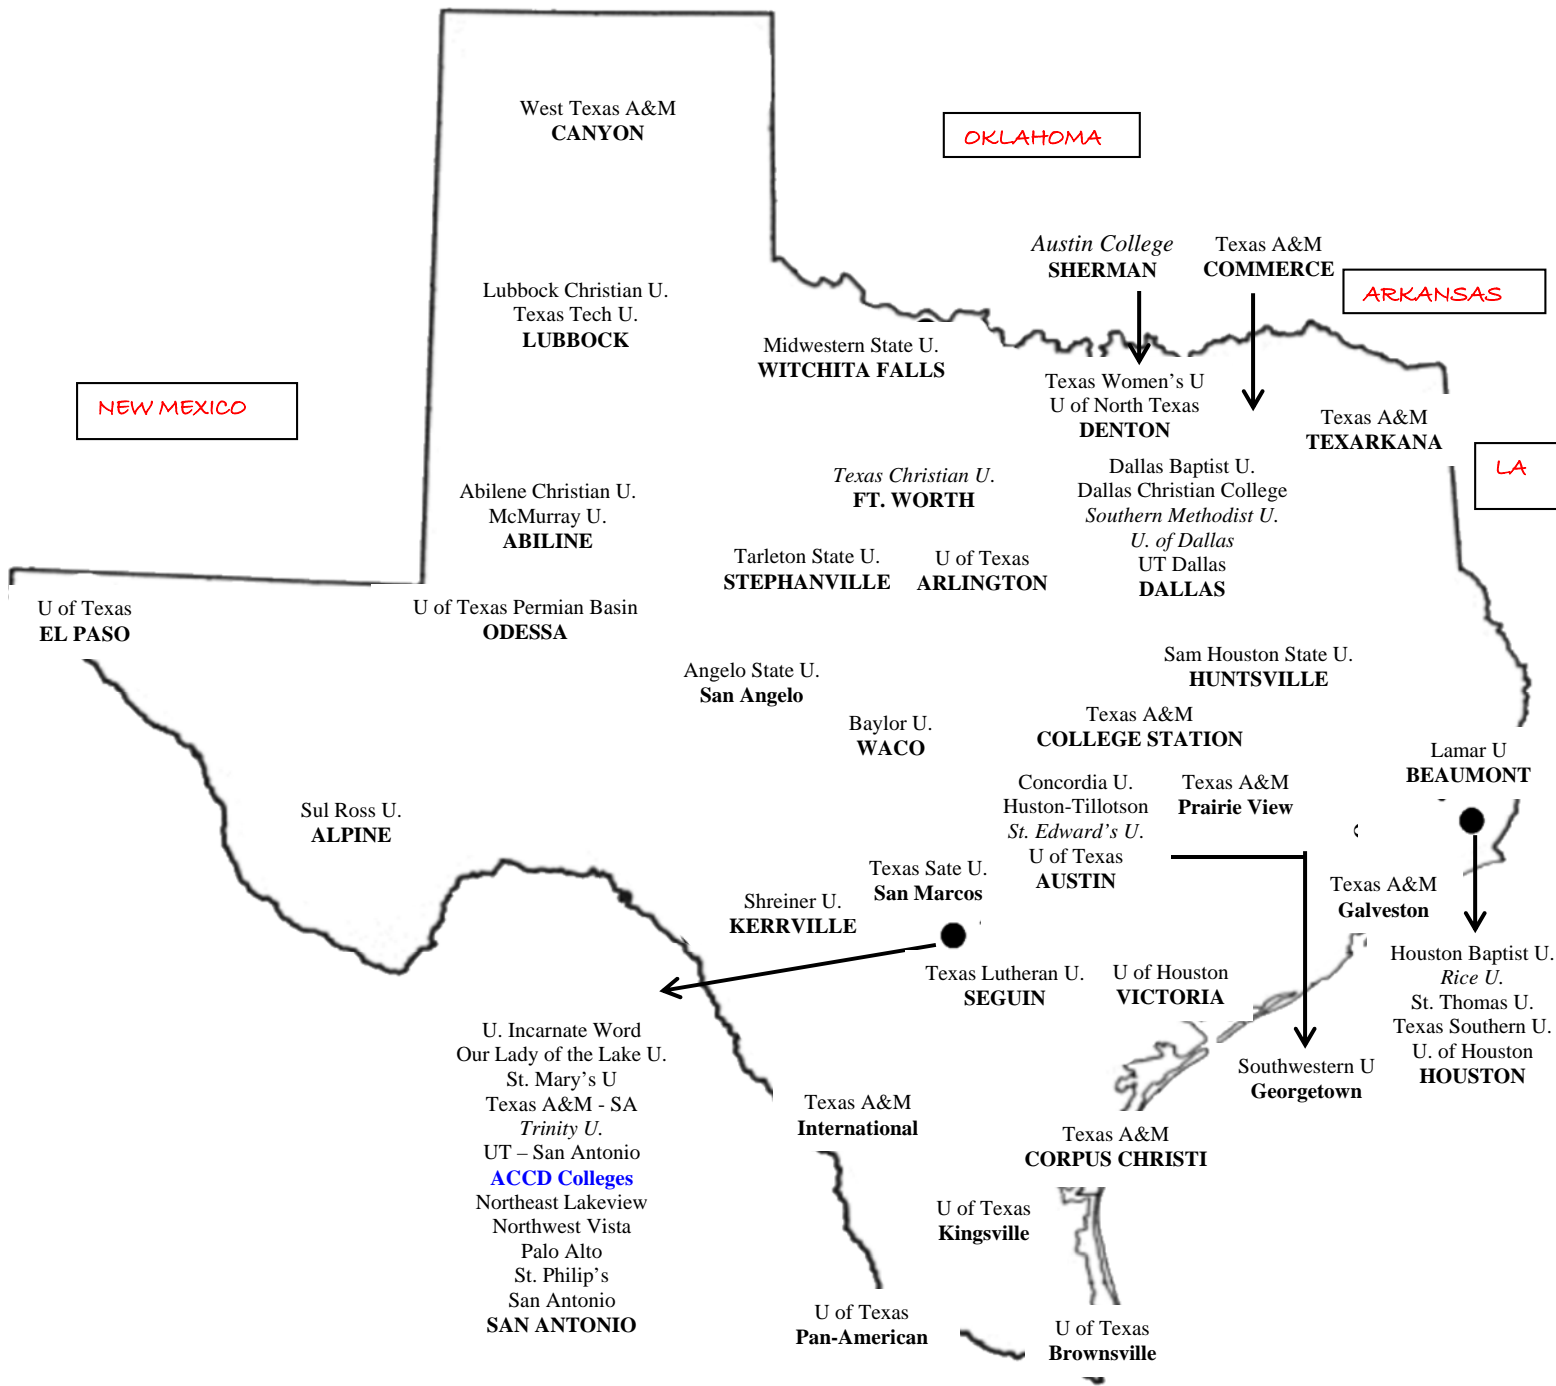 West Texas A&M
CANYON
OKLAHOMA
Austin College
SHERMAN
Texas A&M
COMMERCE
ARKANSAS
Lubbock Christian U.
Texas Tech U.
LUBBOCK
Midwestern State U.
WITCHITA FALLS
NEW MEXICO
Texas Women’s U
U of North Texas
DENTON
Texas A&M
TEXARKANA
LA
Abilene Christian U.
McMurray U.
ABILINE
Texas Christian U.
FT. WORTH
Dallas Baptist U.
Dallas Christian College
Southern Methodist U.
U. of Dallas
UT Dallas
DALLAS
Tarleton State U.
STEPHANVILLE
U of Texas
ARLINGTON
U of Texas
EL PASO
U of Texas Permian Basin
ODESSA
Angelo State U.
San Angelo
Sam Houston State U.
HUNTSVILLE
Baylor U.
WACO
Texas A&M
COLLEGE STATION
Lamar U
BEAUMONT
Sul Ross U.
ALPINE
Concordia U.
Huston-Tillotson
St. Edward’s U.
U of Texas
AUSTIN
Texas A&M
Prairie View
Texas Sate U.
San Marcos
Shreiner U.
KERRVILLE
Texas A&M
Galveston
Texas Lutheran U.
SEGUIN
U of Houston
VICTORIA
Houston Baptist U.
Rice U.
St. Thomas U.
Texas Southern U.
U. of Houston
HOUSTON
Southwestern U
Georgetown
U. Incarnate Word
Our Lady of the Lake U.
St. Mary’s U
Texas A&M - SA
Trinity U.
UT – San Antonio
ACCD Colleges
Northeast Lakeview
Northwest Vista
Palo Alto
St. Philip’s
San Antonio
SAN ANTONIO
Texas A&M
International
Texas A&M
CORPUS CHRISTI
U of Texas
Kingsville
U of Texas
Pan-American
U of Texas
Brownsville